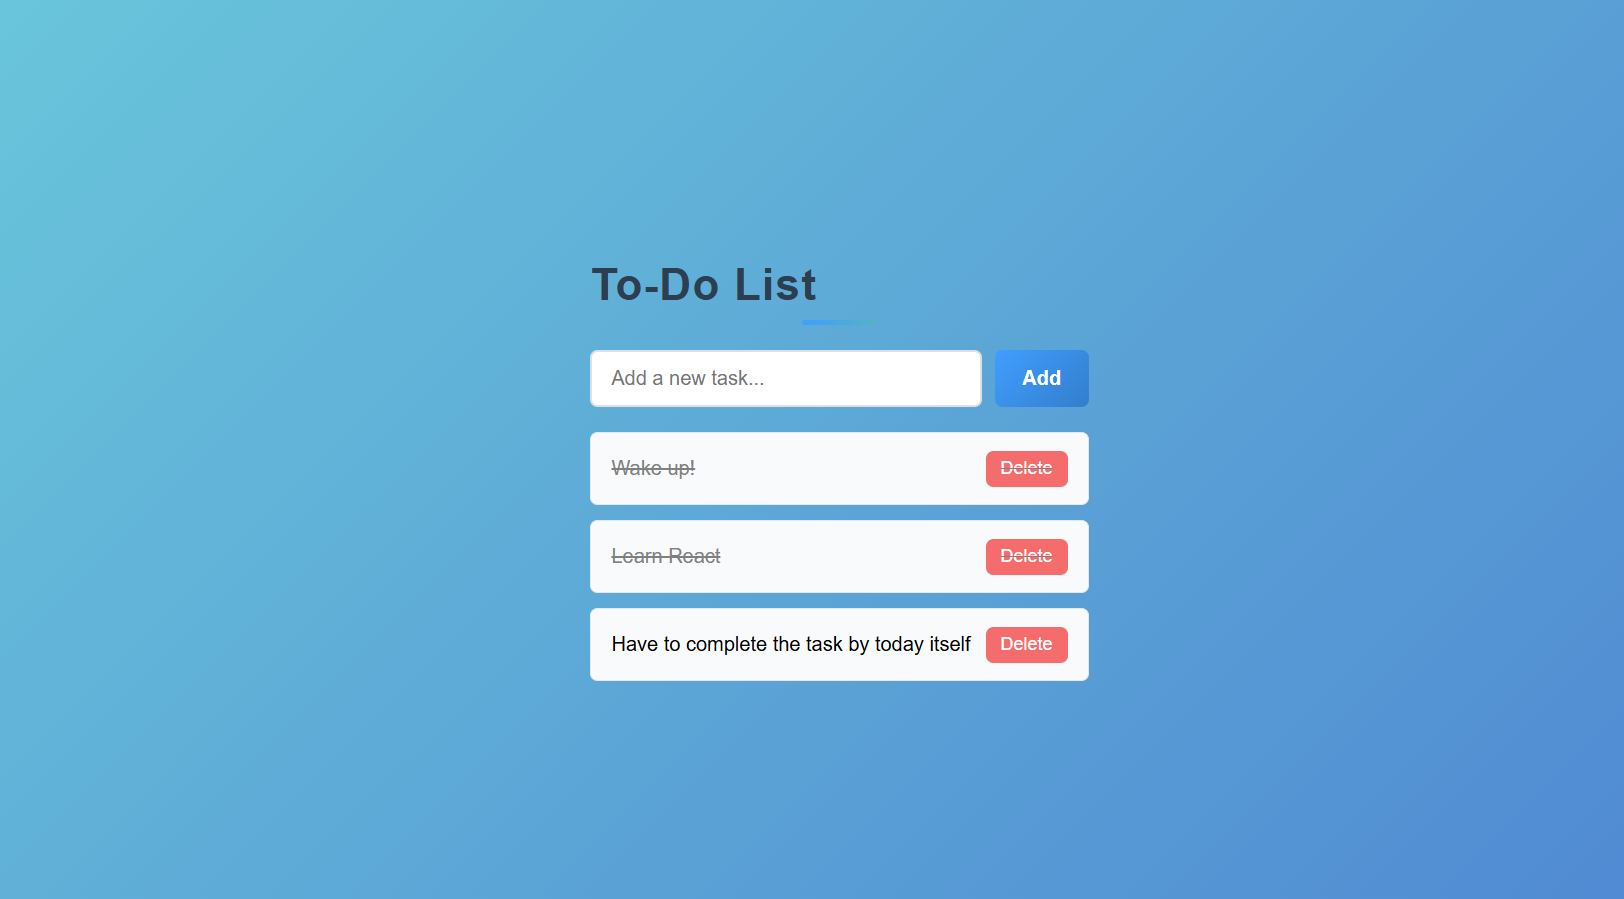 To-Do List
Add a new task...
Add
Wake up!
Delete
Learn React
Delete
Have to complete the task by today itself
Delete